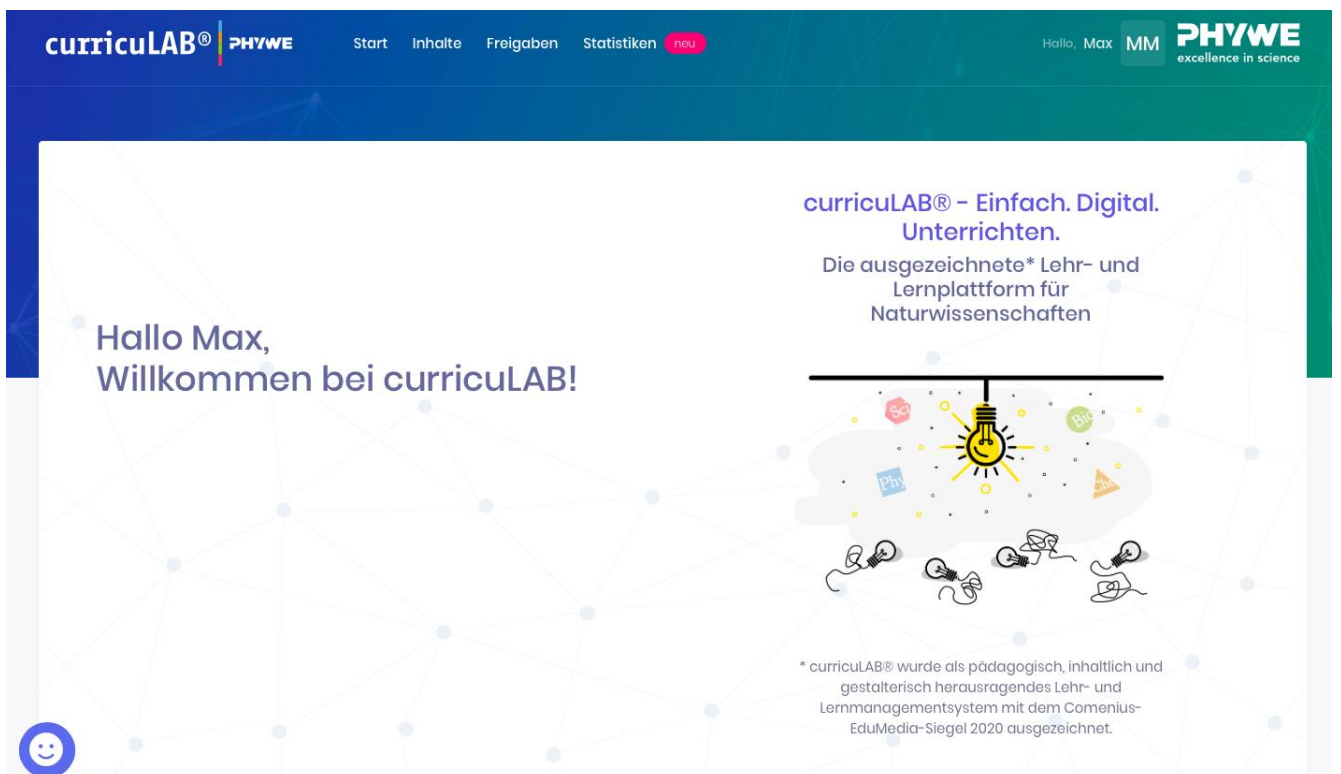 curricuLAB® PHYWE
Start Inhalte Freigaben Statistiken neu
Hallo, Max MM PHYWE
excellence in science
Hallo Max,
Willkommen bei curricuLAB!
curricuLAB® - Einfach. Digital.
Unterrichten.
Die ausgezeichnete* Lehr- und
Lernplattform für
Naturwissenschaften
Sci
Bio
Phy
Che
* curricuLAB® wurde als pädagogisch, inhaltlich und
gestalterisch herausragendes Lehr- und
Lernmanagementsystem mit dem Comenius-
EduMedia-Siegel 2020 ausgezeichnet.